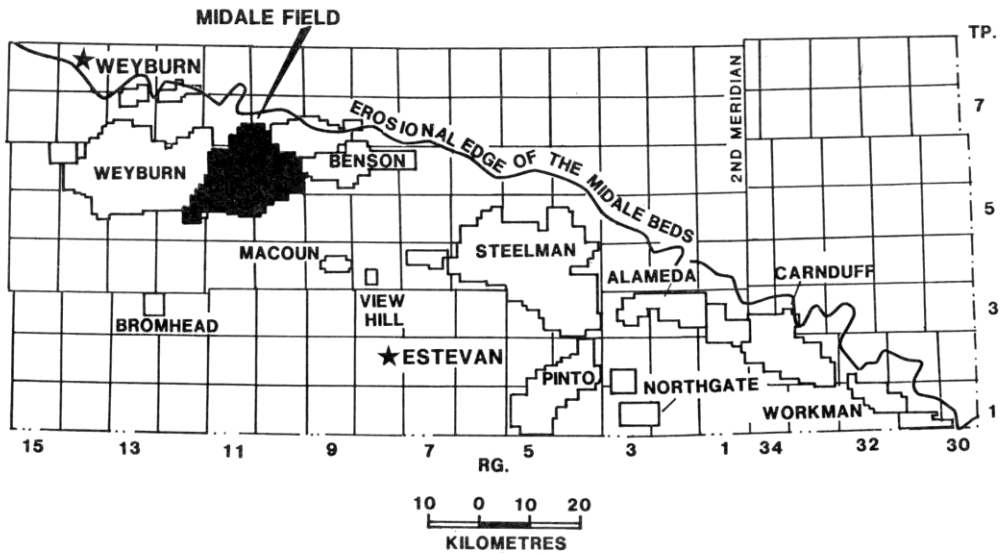 MIDALE FIELD
TP.
WEYBURN
7
EROSIONAL EDGE OF THE MIDALE BEDS
2ND MERIDIAN
WEYBURN
BENSON
5
STEELMAN
MACOUN
ALAMEDA
CARNDUFF
VIEW
HILL
3
BROMHEAD
ESTEVAN
PINTO
NORTHGATE
WORKMAN
1
15 13 11 9 7 5 3 1 34 32 30
RG.
10 0 10 20
KILOMETRES